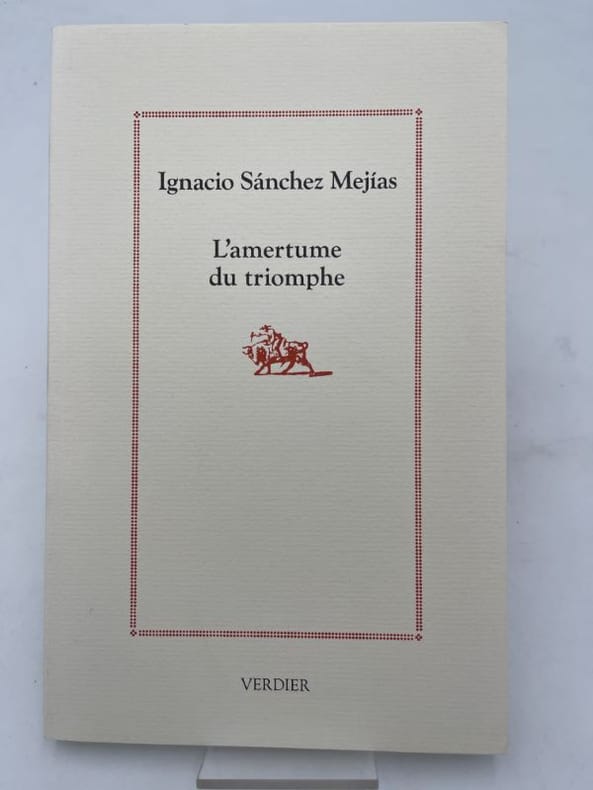 Ignacio Sánchez Mejías
L'amertume
du triomphe
VERDIER